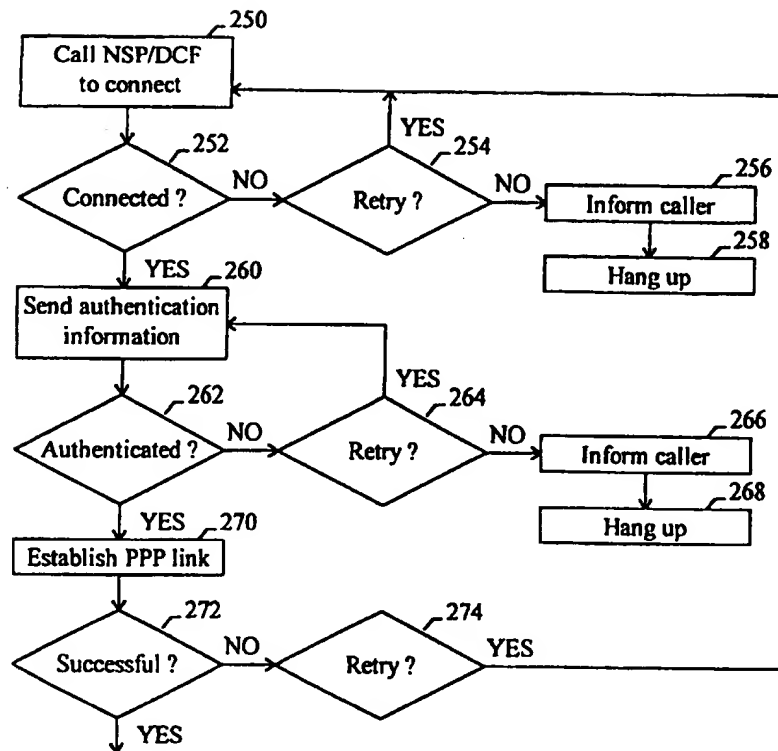 250
Call NSP/DCF
to connect
252
Connected ?
NO
YES
254
Retry ?
YES
NO
256
Inform caller
258
Hang up
260
Send authentication
information
262
Authenticated ?
NO
YES
264
Retry ?
YES
NO
266
Inform caller
268
Hang up
270
Establish PPP link
272
Successful ?
NO
YES
274
Retry ?
YES